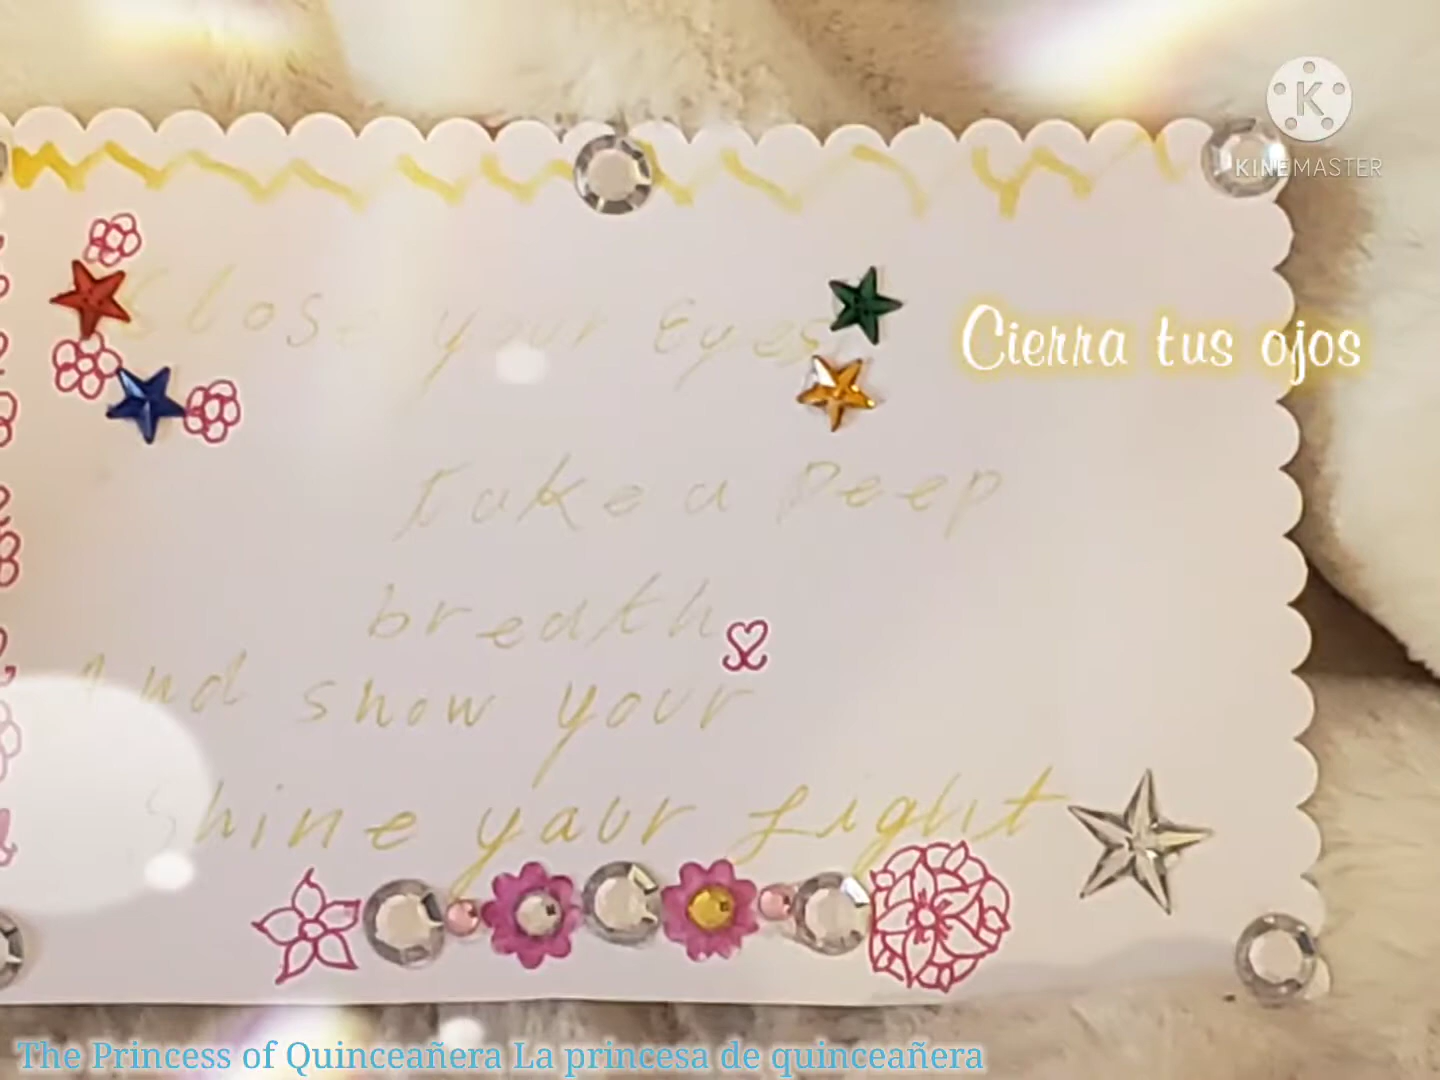 KINEMASTER
Close your Eyes
Cierra tus ojos
Take a Deep
breath
And show your
shine yaur Light
The Princess of Quinceañera La princesa de quinceañera